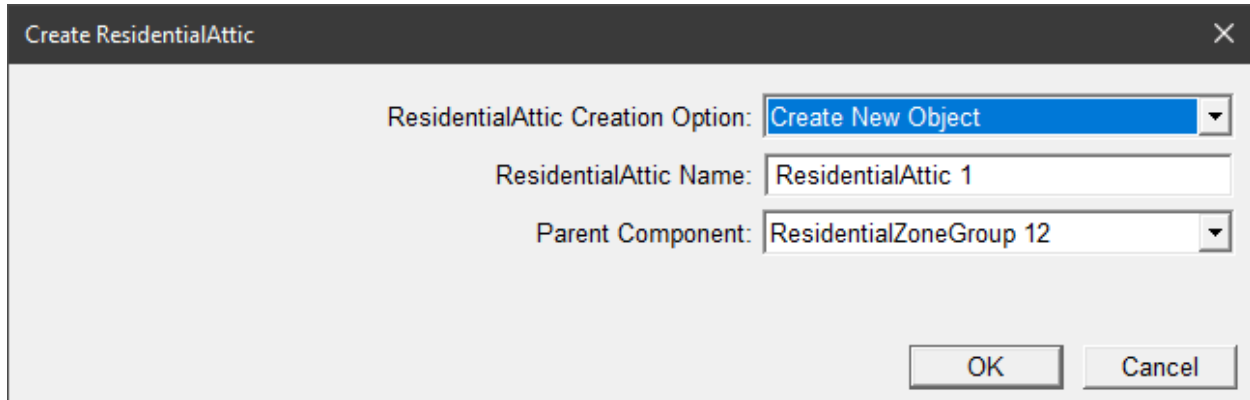 Create ResidentialAttic
ResidentialAttic Creation Option: Create New Object
ResidentialAttic Name: ResidentialAttic 1
Parent Component: ResidentialZoneGroup 12
OK Cancel